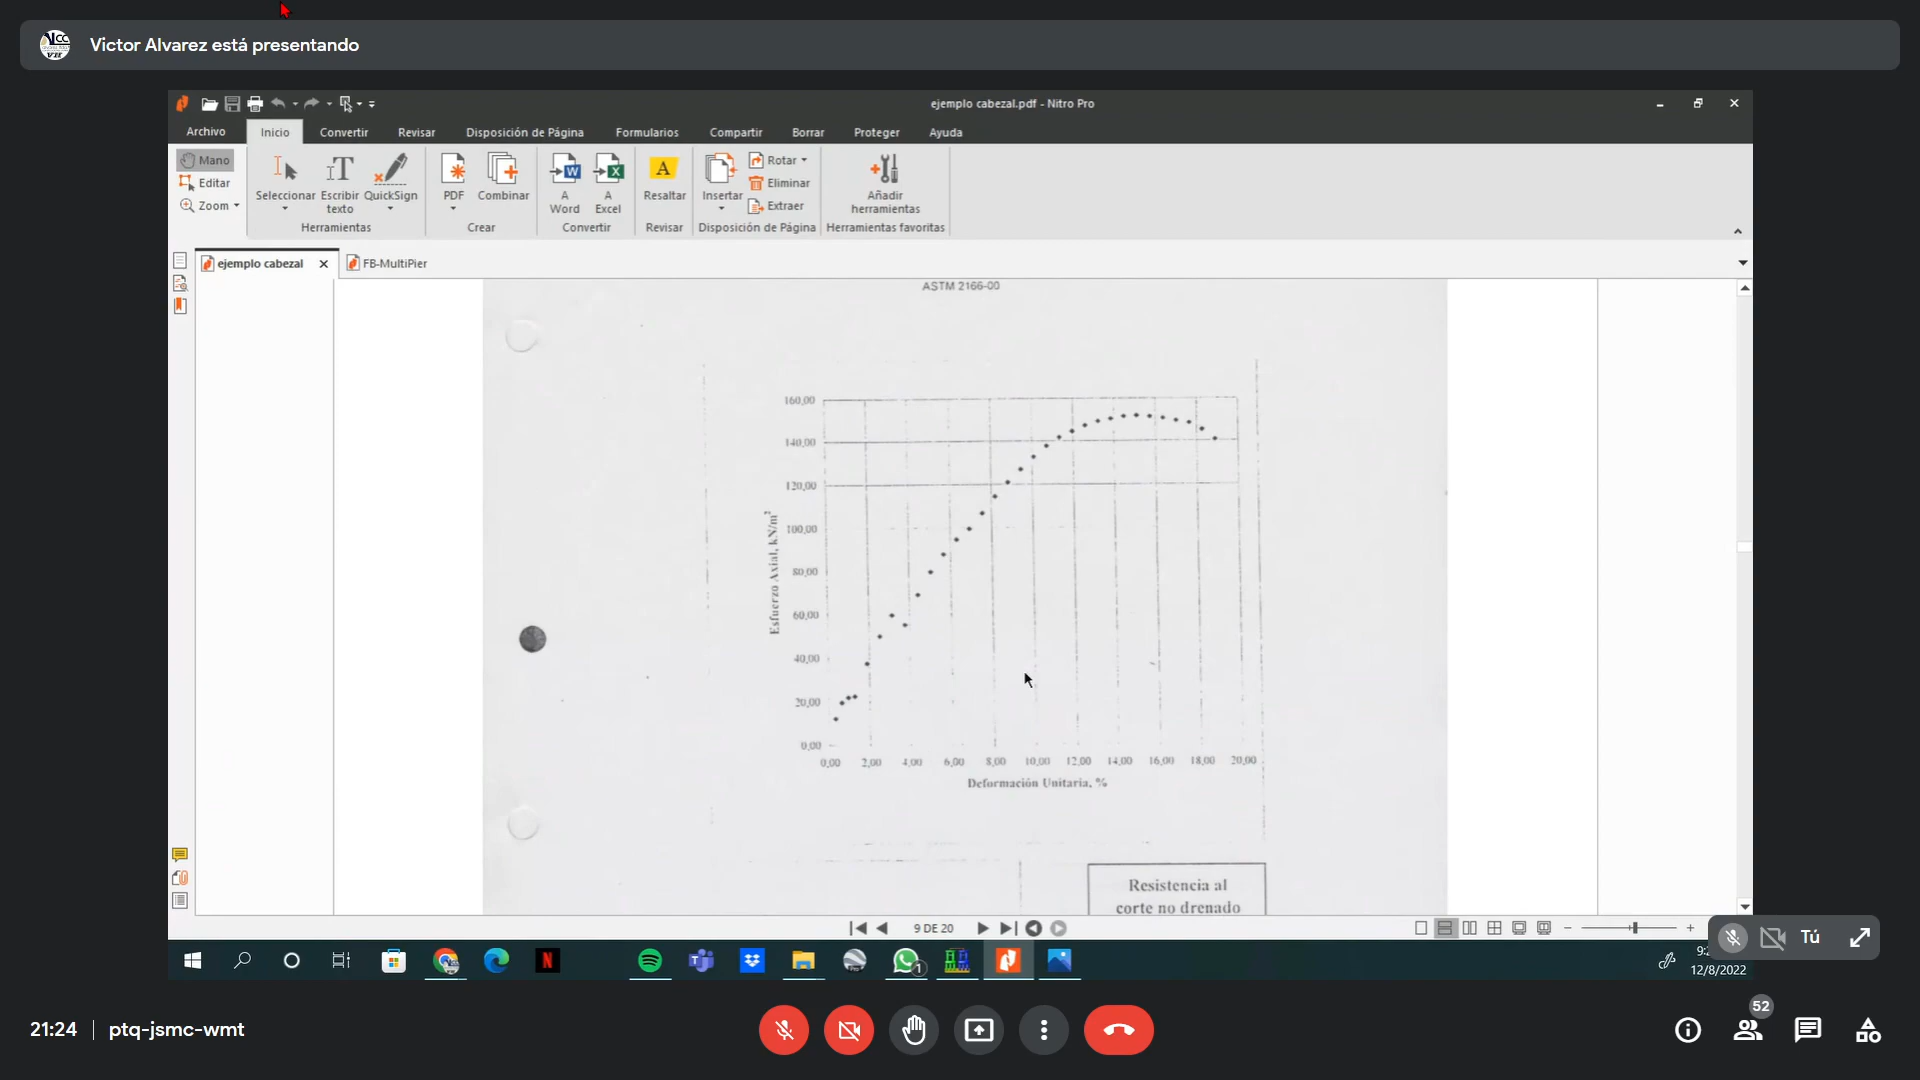 Victor Alvarez está presentando
ejemplo cabezal.pdf - Nitro Pro
Archivo Inicio Convertir Revisar Disposición de Página Formularios Compartir Borrar Proteger Ayuda
Mano
Editar
Zoom
Seleccionar
Escribir texto
QuickSign
Herramientas
PDF
Combinar
Crear
A Word
A Excel
Convertir
Resaltar
Revisar
Insertar
Rotar
Eliminar
Extraer
Disposición de Página
Añadir herramientas
Herramientas favoritas
ejemplo cabezal
FB-MultiPier
ASTM 2166-00
160,00
140,00
120,00
100,00
80,00
60,00
40,00
20,00
0,00
Esfuerzo Axial, kN/m²
0,00 2,00 4,00 6,00 8,00 10,00 12,00 14,00 16,00 18,00 20,00
Deformación Unitaria, %
Resistencia al
corte no drenado
9 DE 20
Tú
12/8/2022
21:24 ptq-jsmc-wmt
52